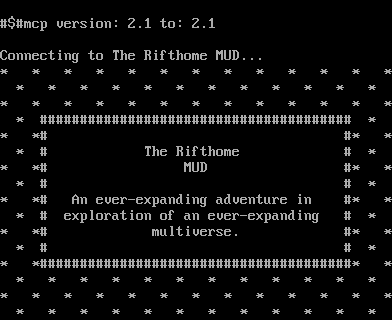 #$#mcp version: 2.1 to: 2.1
Connecting to The Rifthome MUD...
The Rifthome
MUD
An ever-expanding adventure in
exploration of an ever-expanding
multiverse.